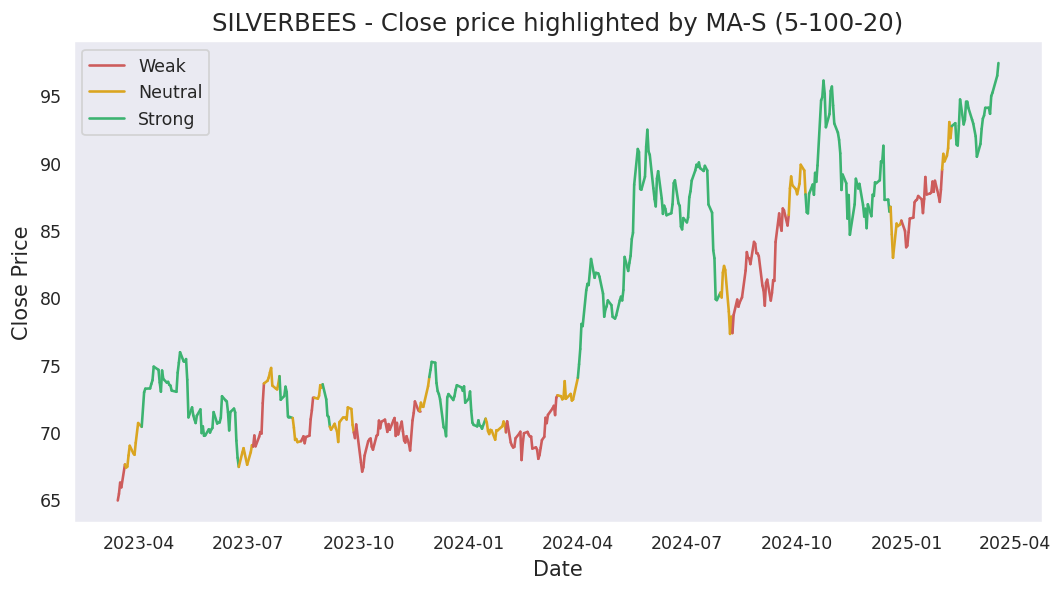 SILVERBEES - Close price highlighted by MA-S (5-100-20)
Weak
Neutral
Strong
Close Price
95
90
85
80
75
70
65
2023-04 2023-07 2023-10 2024-01 2024-04 2024-07 2024-10 2025-01 2025-04
Date